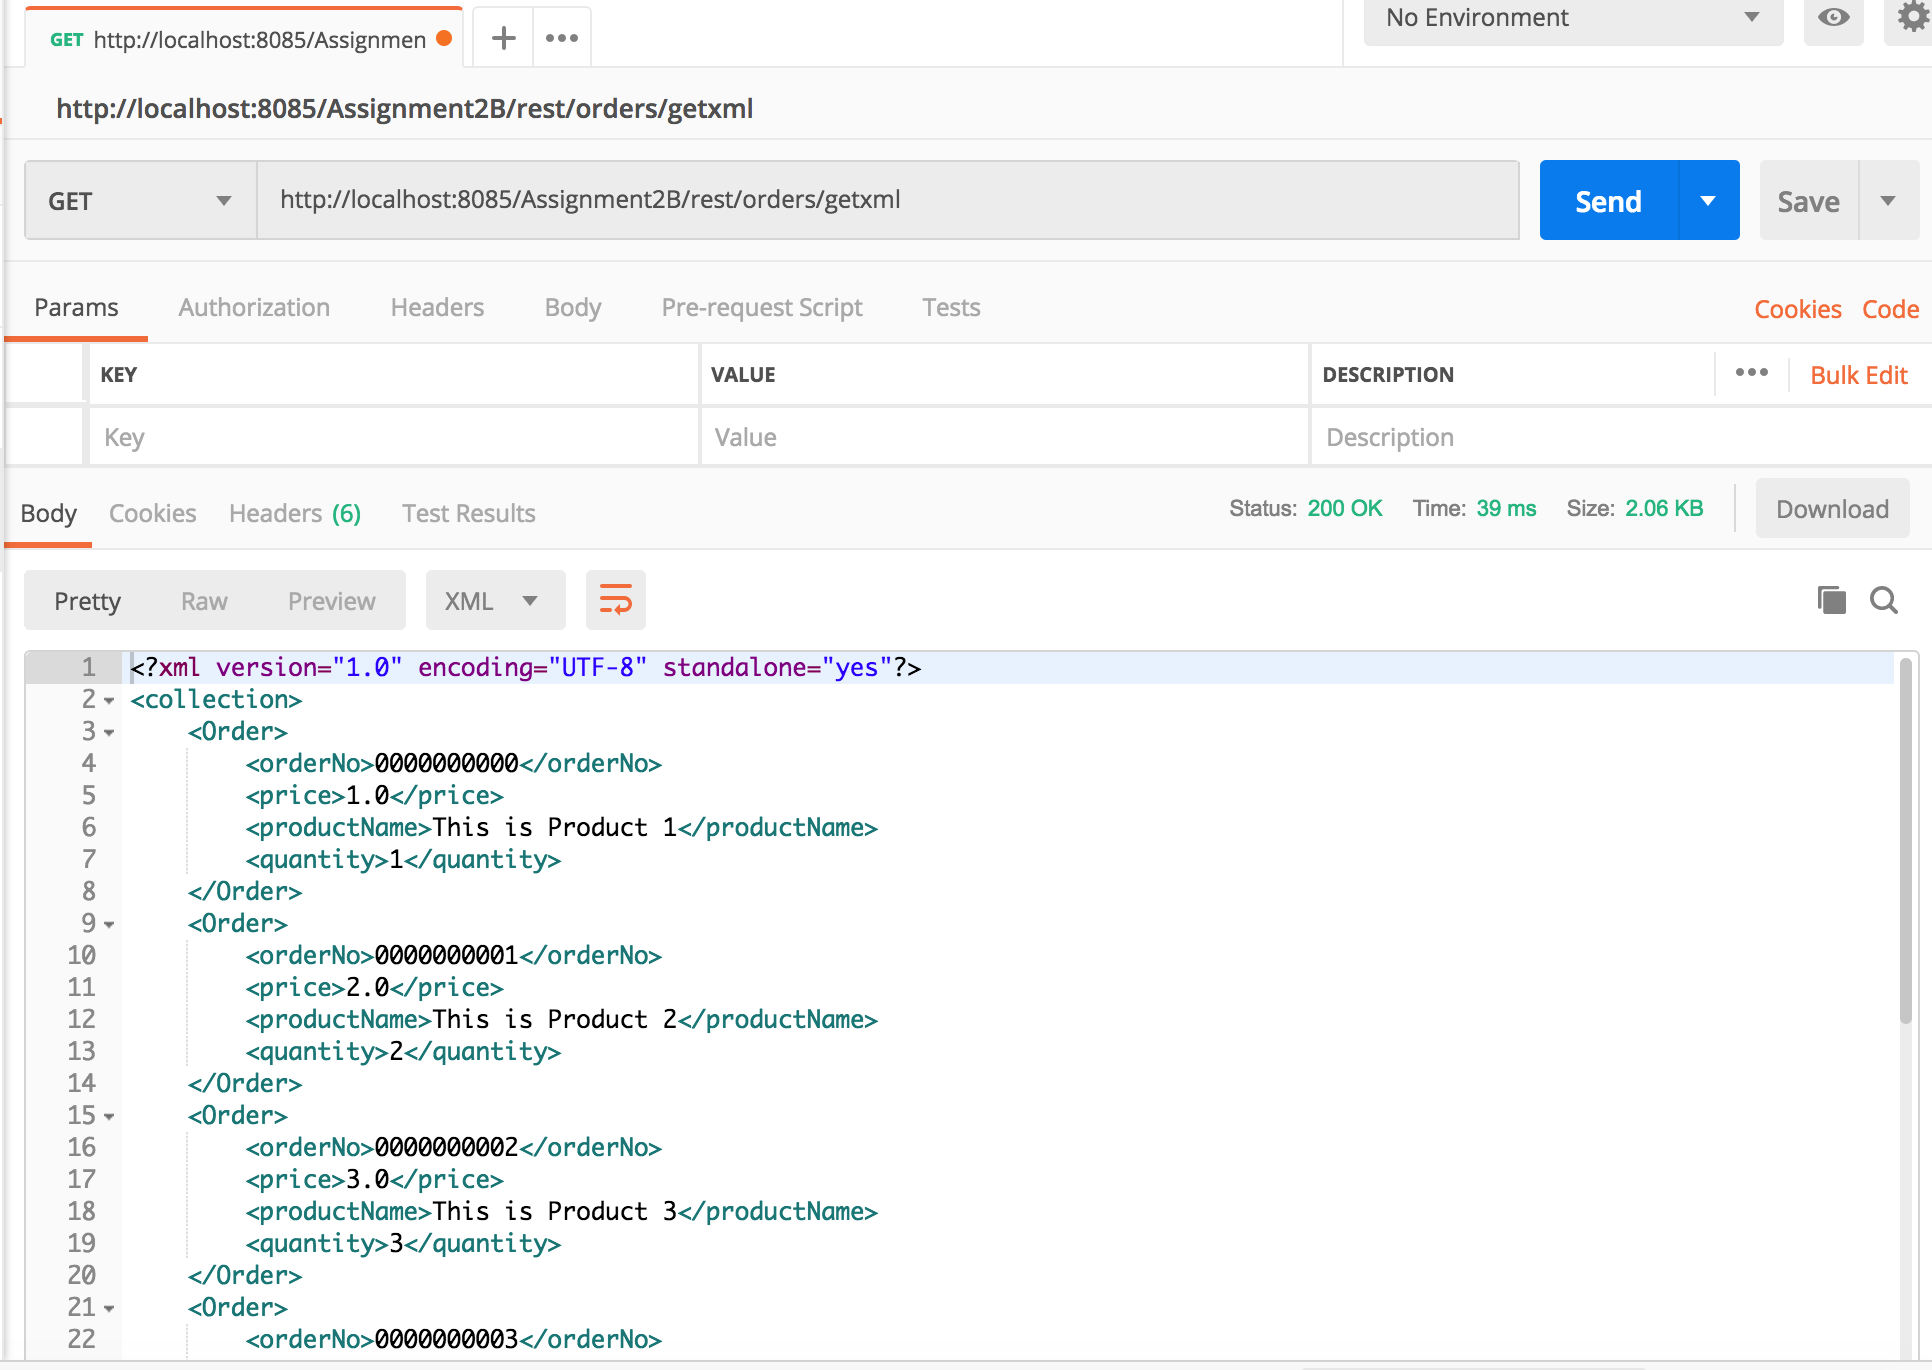 GET http://localhost:8085/Assignmen
No Environment
http://localhost:8085/Assignment2B/rest/orders/getxml
GET http://localhost:8085/Assignment2B/rest/orders/getxml Send Save
Params Authorization Headers Body Pre-request Script Tests Cookies Code
KEY VALUE DESCRIPTION Bulk Edit
Key Value Description
Body Cookies Headers (6) Test Results Status: 200 OK Time: 39 ms Size: 2.06 KB Download
Pretty Raw Preview XML
1 <?xml version="1.0" encoding="UTF-8" standalone="yes"?>
2 <collection>
3 <Order>
4 <orderNo>0000000000</orderNo>
5 <price>1.0</price>
6 <productName>This is Product 1</productName>
7 <quantity>1</quantity>
8 </Order>
9 <Order>
10 <orderNo>0000000001</orderNo>
11 <price>2.0</price>
12 <productName>This is Product 2</productName>
13 <quantity>2</quantity>
14 </Order>
15 <Order>
16 <orderNo>0000000002</orderNo>
17 <price>3.0</price>
18 <productName>This is Product 3</productName>
19 <quantity>3</quantity>
20 </Order>
21 <Order>
22 <orderNo>0000000003</orderNo>